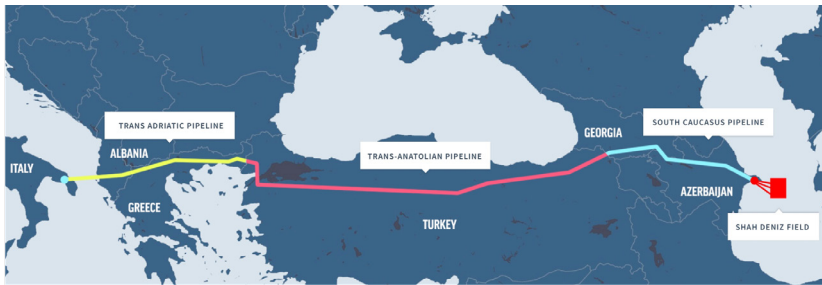 TRANS ADRIATIC PIPELINE
ALBANIA
ITALY
GREECE
TRANS-ANATOLIAN PIPELINE
TURKEY
GEORGIA
SOUTH CAUCASUS PIPELINE
AZERBAIJAN
SHAH DENIZ FIELD